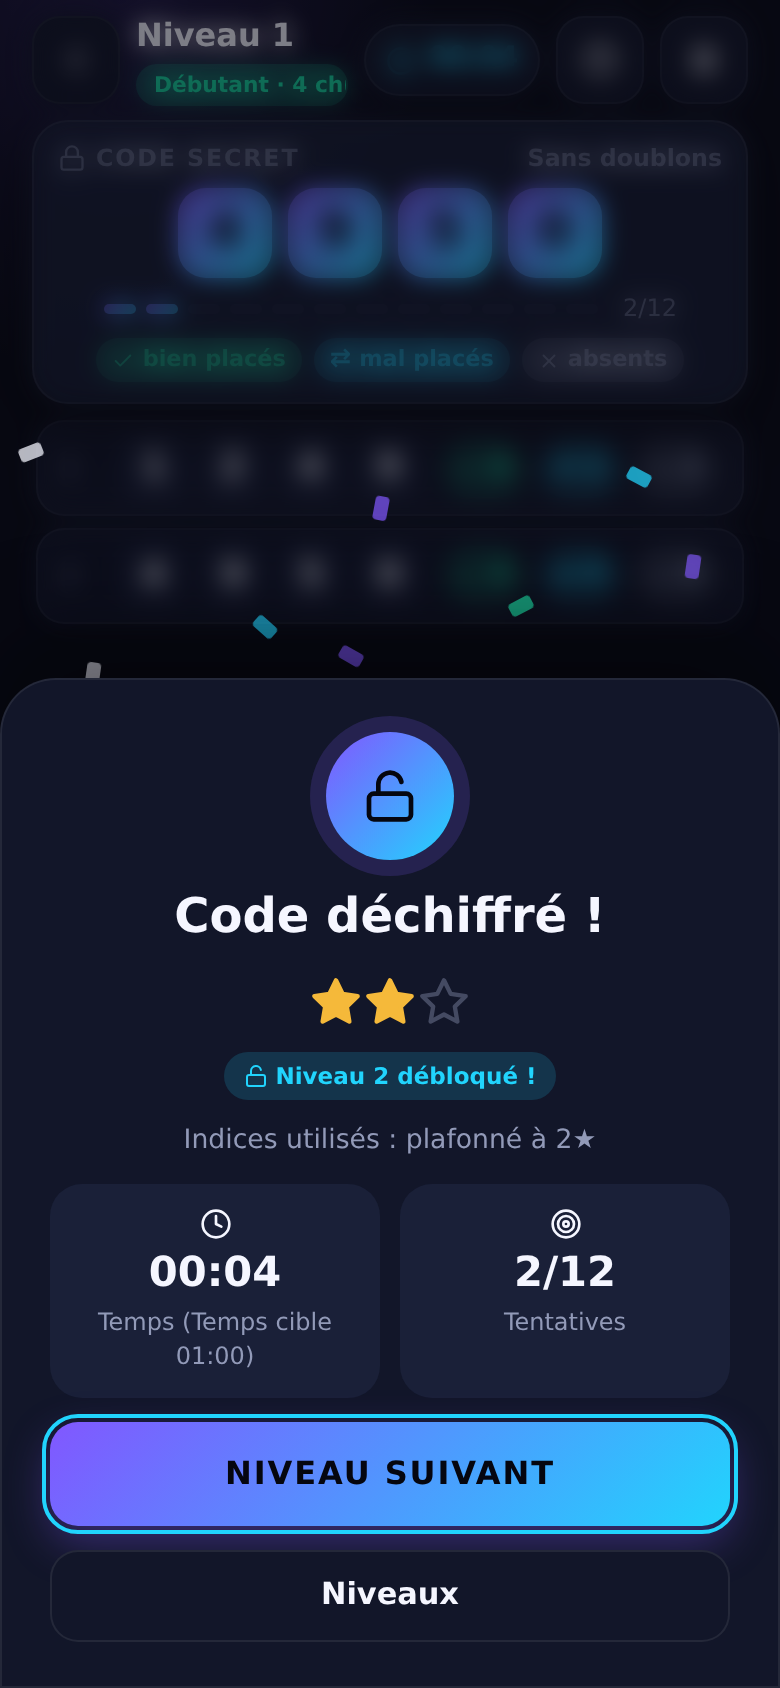 Niveau 1
Débutant · 4 ch
CODE SECRET
Sans doublons
2/12
bien placés
mal placés
absents
Code déchiffré !
Niveau 2 débloqué !
Indices utilisés : plafonné à 2★
00:04
Temps (Temps cible
01:00)
2/12
Tentatives
NIVEAU SUIVANT
Niveaux